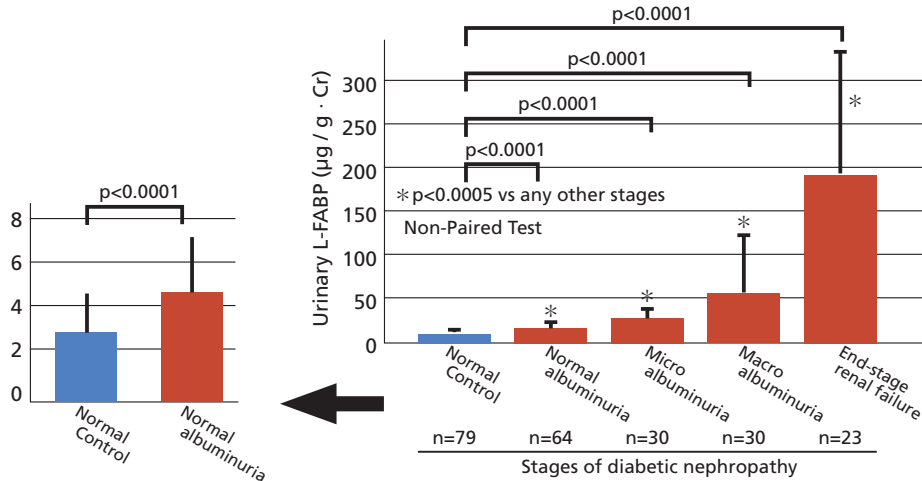 p<0.0001
8
6
4
2
0
Normal
Control
Normal
albuminuria
Urinary L-FABP (μg / g · Cr)
300
250
200
150
100
50
0
p<0.0001
p<0.0001
p<0.0001
p<0.0001
* p<0.0005 vs any other stages
Non-Paired Test
*
*
*
*
Normal
Control
Normal
albuminuria
Micro
albuminuria
Macro
albuminuria
End-stage
renal failure
n=79 n=64 n=30 n=30 n=23
Stages of diabetic nephropathy